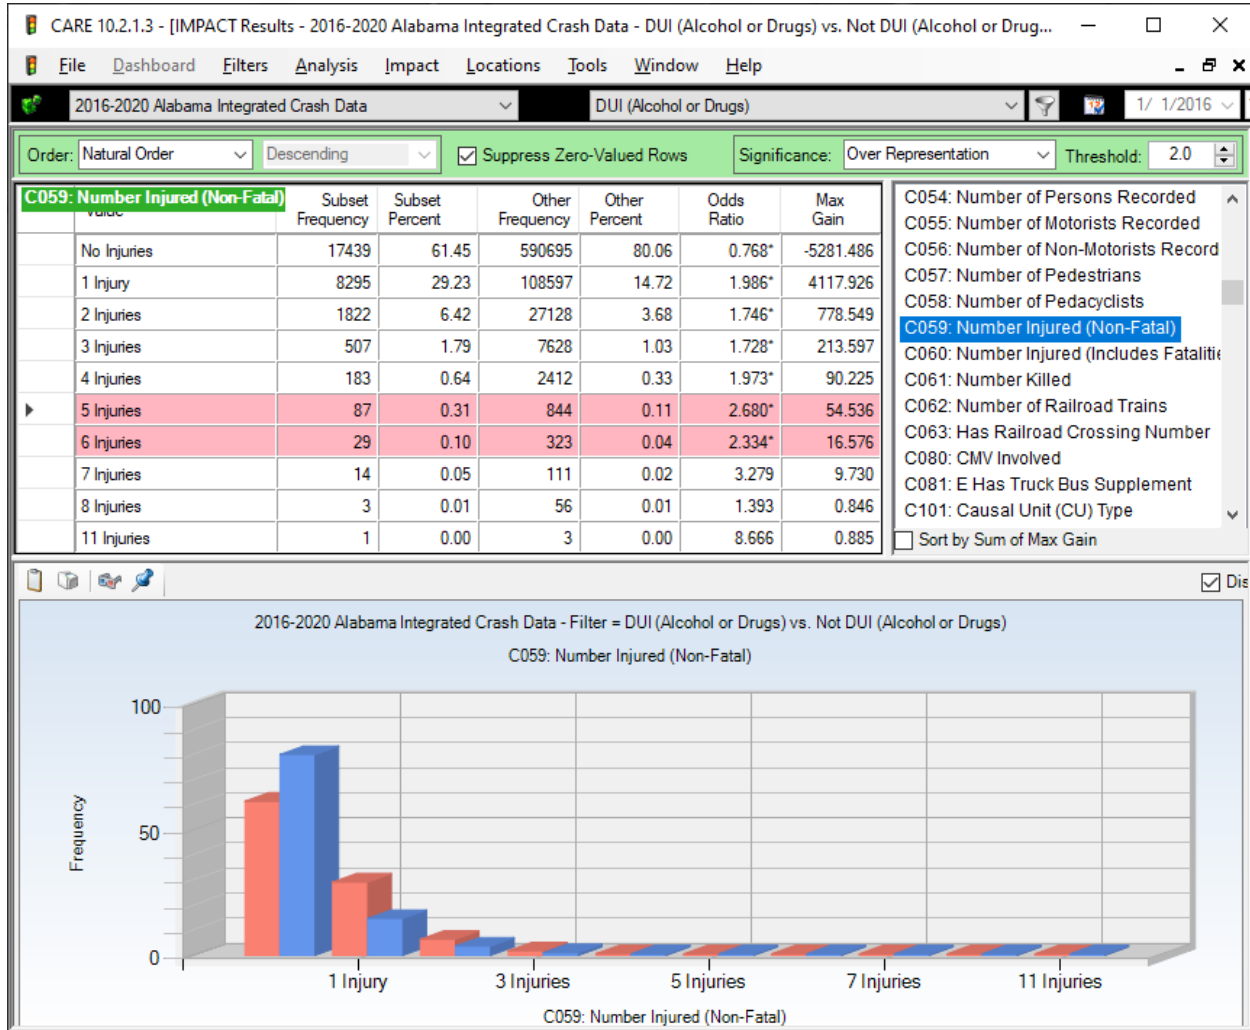 CARE 10.2.1.3 - [IMPACT Results - 2016-2020 Alabama Integrated Crash Data - DUI (Alcohol or Drugs) vs. Not DUI (Alcohol or Drug...
File Dashboard Filters Analysis Impact Locations Tools Window Help
2016-2020 Alabama Integrated Crash Data DUI (Alcohol or Drugs) 1/ 1/2016
Order: Natural Order Descending Suppress Zero-Valued Rows Significance: Over Representation Threshold: 2.0
C059: Number Injured (Non-Fatal)
Subset Frequency Subset Percent Other Frequency Other Percent Odds Ratio Max Gain
No Injuries 17439 61.45 590695 80.06 0.768* -5281.486
1 Injury 8295 29.23 108597 14.72 1.986* 4117.926
2 Injuries 1822 6.42 27128 3.68 1.746* 778.549
3 Injuries 507 1.79 7628 1.03 1.728* 213.597
4 Injuries 183 0.64 2412 0.33 1.973* 90.225
5 Injuries 87 0.31 844 0.11 2.680* 54.536
6 Injuries 29 0.10 323 0.04 2.334* 16.576
7 Injuries 14 0.05 111 0.02 3.279 9.730
8 Injuries 3 0.01 56 0.01 1.393 0.846
11 Injuries 1 0.00 3 0.00 8.666 0.885
C054: Number of Persons Recorded
C055: Number of Motorists Recorded
C056: Number of Non-Motorists Record
C057: Number of Pedestrians
C058: Number of Pedacyclists
C059: Number Injured (Non-Fatal)
C060: Number Injured (Includes Fatalitie
C061: Number Killed
C062: Number of Railroad Trains
C063: Has Railroad Crossing Number
C080: CMV Involved
C081: E Has Truck Bus Supplement
C101: Causal Unit (CU) Type
Sort by Sum of Max Gain
Dis
2016-2020 Alabama Integrated Crash Data - Filter = DUI (Alcohol or Drugs) vs. Not DUI (Alcohol or Drugs)
C059: Number Injured (Non-Fatal)
100
50
0
Frequency
1 Injury 3 Injuries 5 Injuries 7 Injuries 11 Injuries
C059: Number Injured (Non-Fatal)